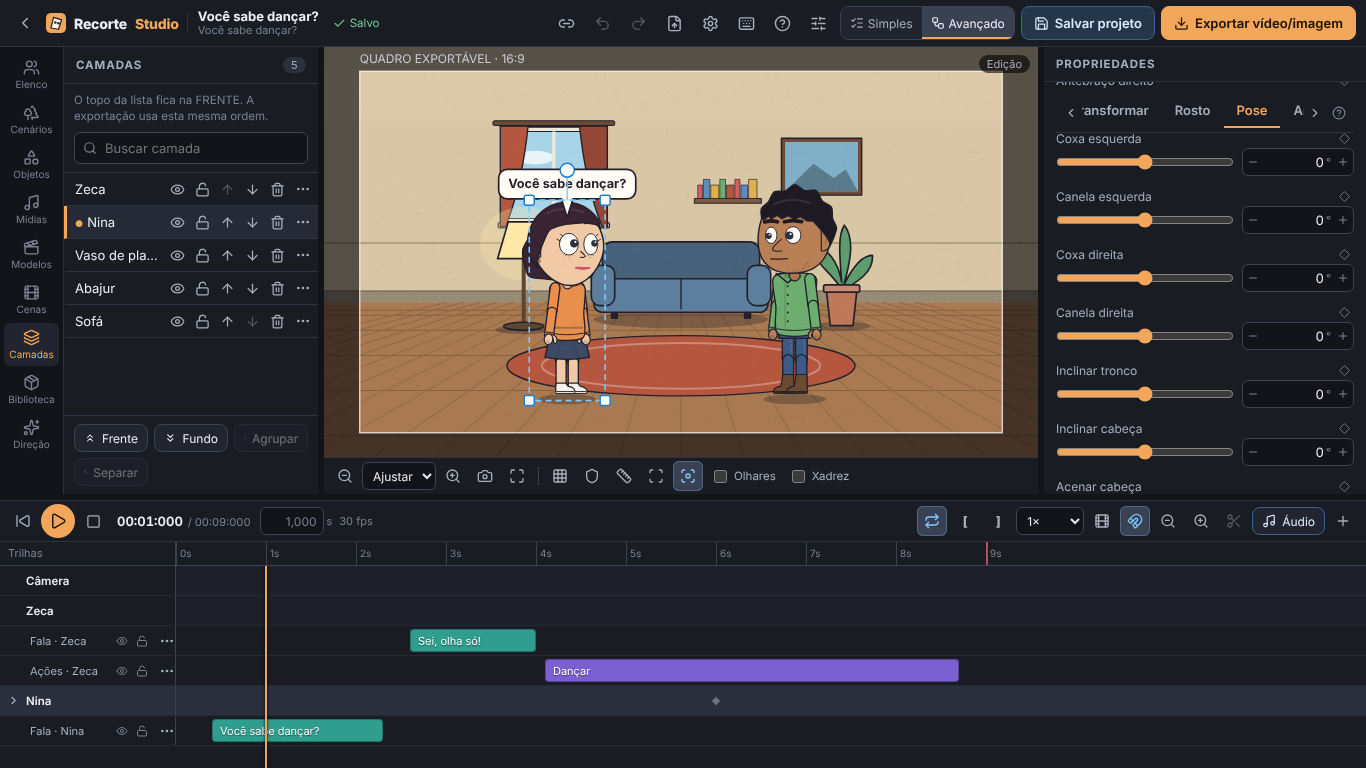 Recorte Studio
Você sabe dançar?
Você sabe dançar?
Salvo
Simples
Avançado
Salvar projeto
Exportar vídeo/imagem
Elenco
Cenários
Objetos
Mídias
Modelos
Cenas
Camadas
Biblioteca
Direção
CAMADAS
5
O topo da lista fica na FRENTE. A
exportação usa esta mesma ordem.
Buscar camada
Zeca
Nina
Vaso de pla...
Abajur
Sofá
Frente
Fundo
Agrupar
Separar
QUADRO EXPORTÁVEL · 16:9
Edição
Você sabe dançar?
Ajustar
Olhares
Xadrez
PROPRIEDADES
Antebraço direito
ansformar
Rosto
Pose
A
Coxa esquerda
0°
Canela esquerda
0°
Coxa direita
0°
Canela direita
0°
Inclinar tronco
0°
Inclinar cabeça
0°
Acenar cabeça
00:01:000 / 00:09:000
1,000 s
30 fps
[
]
1×
Áudio
Trilhas
0s
1s
2s
3s
4s
5s
6s
7s
8s
9s
Câmera
Zeca
Fala · Zeca
Sei, olha só!
Ações · Zeca
Dançar
Nina
Fala · Nina
Você sabe dançar?